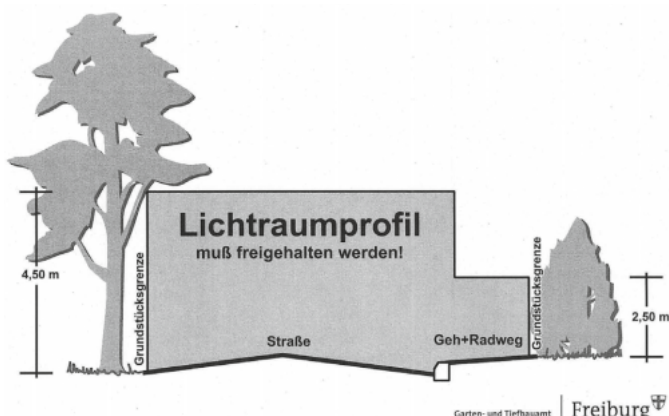 Lichtraumprofil
muß freigehalten werden!
4,50 m
Grundstücksgrenze
Straße
Geh+Radweg
Grundstücksgrenze
2,50 m
Garten- und Tiefbauamt
Freiburg